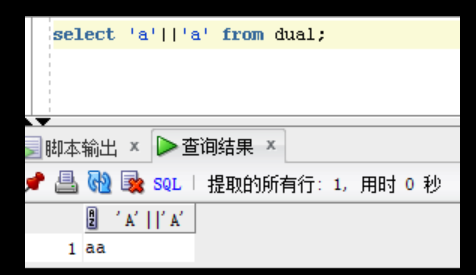 select 'a'||'a' from dual;
脚本输出 × 查询结果 ×
SQL | 提取的所有行: 1, 用时 0 秒
'A'||'A'
1 aa